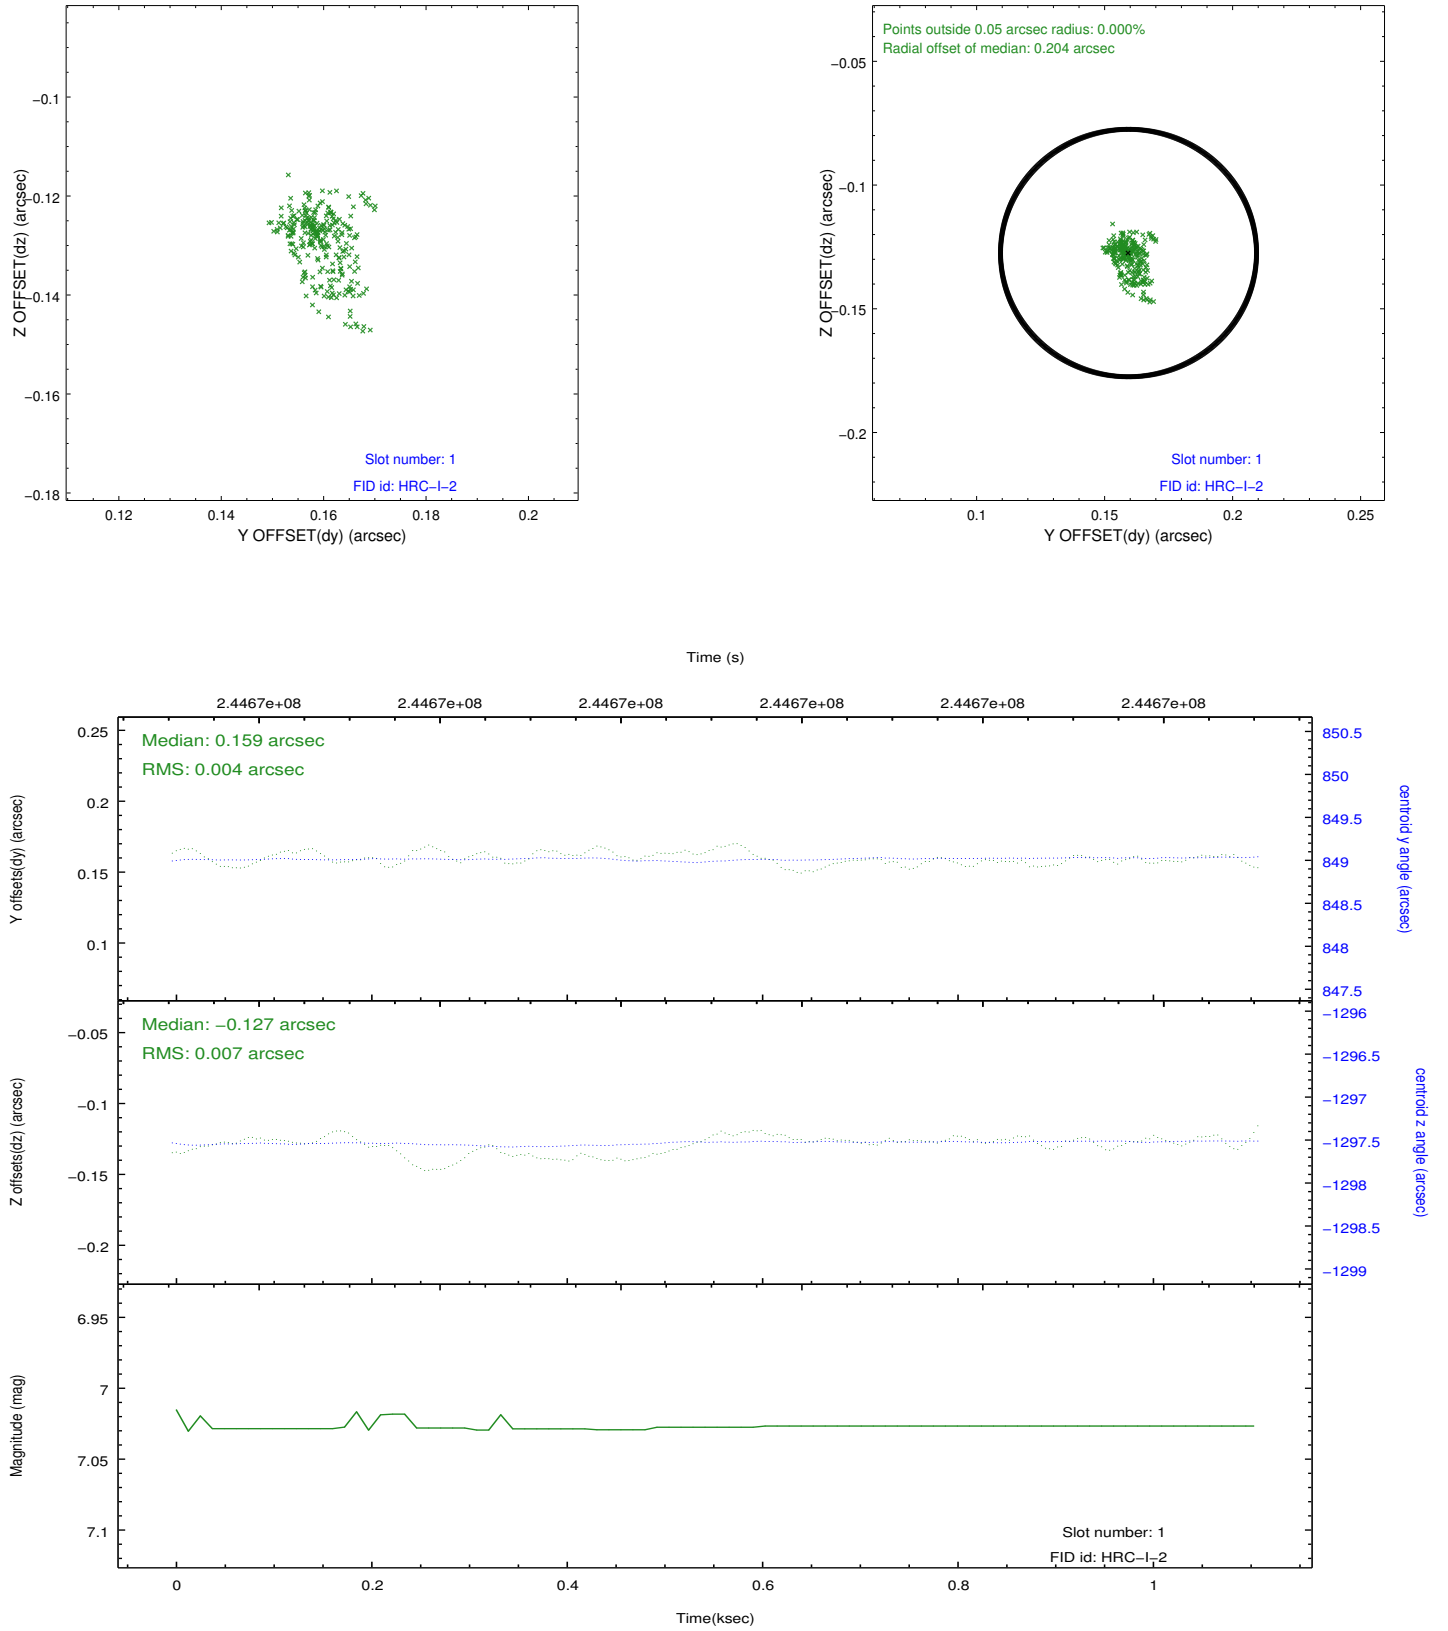 −0.1
−0.12
−0.14
−0.16
−0.18
Z OFFSET(dz) (arcsec)
0.12
0.14
0.16
0.18
0.2
Y OFFSET(dy) (arcsec)
Slot number: 1
FID id: HRC−I−2
Points outside 0.05 arcsec radius: 0.000%
Radial offset of median: 0.204 arcsec
−0.05
−0.1
−0.15
−0.2
Z OFFSET(dz) (arcsec)
0.1
0.15
0.2
0.25
Y OFFSET(dy) (arcsec)
Slot number: 1
FID id: HRC−I−2
Time (s)
2.4467e+08
2.4467e+08
2.4467e+08
2.4467e+08
2.4467e+08
2.4467e+08
Median: 0.159 arcsec
RMS: 0.004 arcsec
0.25
0.2
0.15
0.1
Y offsets(dy) (arcsec)
850.5
850
849.5
849
848.5
848
847.5
centroid y angle (arcsec)
Median: −0.127 arcsec
RMS: 0.007 arcsec
−0.05
−0.1
−0.15
−0.2
Z offsets(dz) (arcsec)
−1296
−1296.5
−1297
−1297.5
−1298
−1298.5
−1299
centroid z angle (arcsec)
6.95
7
7.05
7.1
Magnitude (mag)
Slot number: 1
FID id: HRC−I−2
0
0.2
0.4
0.6
0.8
1
Time(ksec)